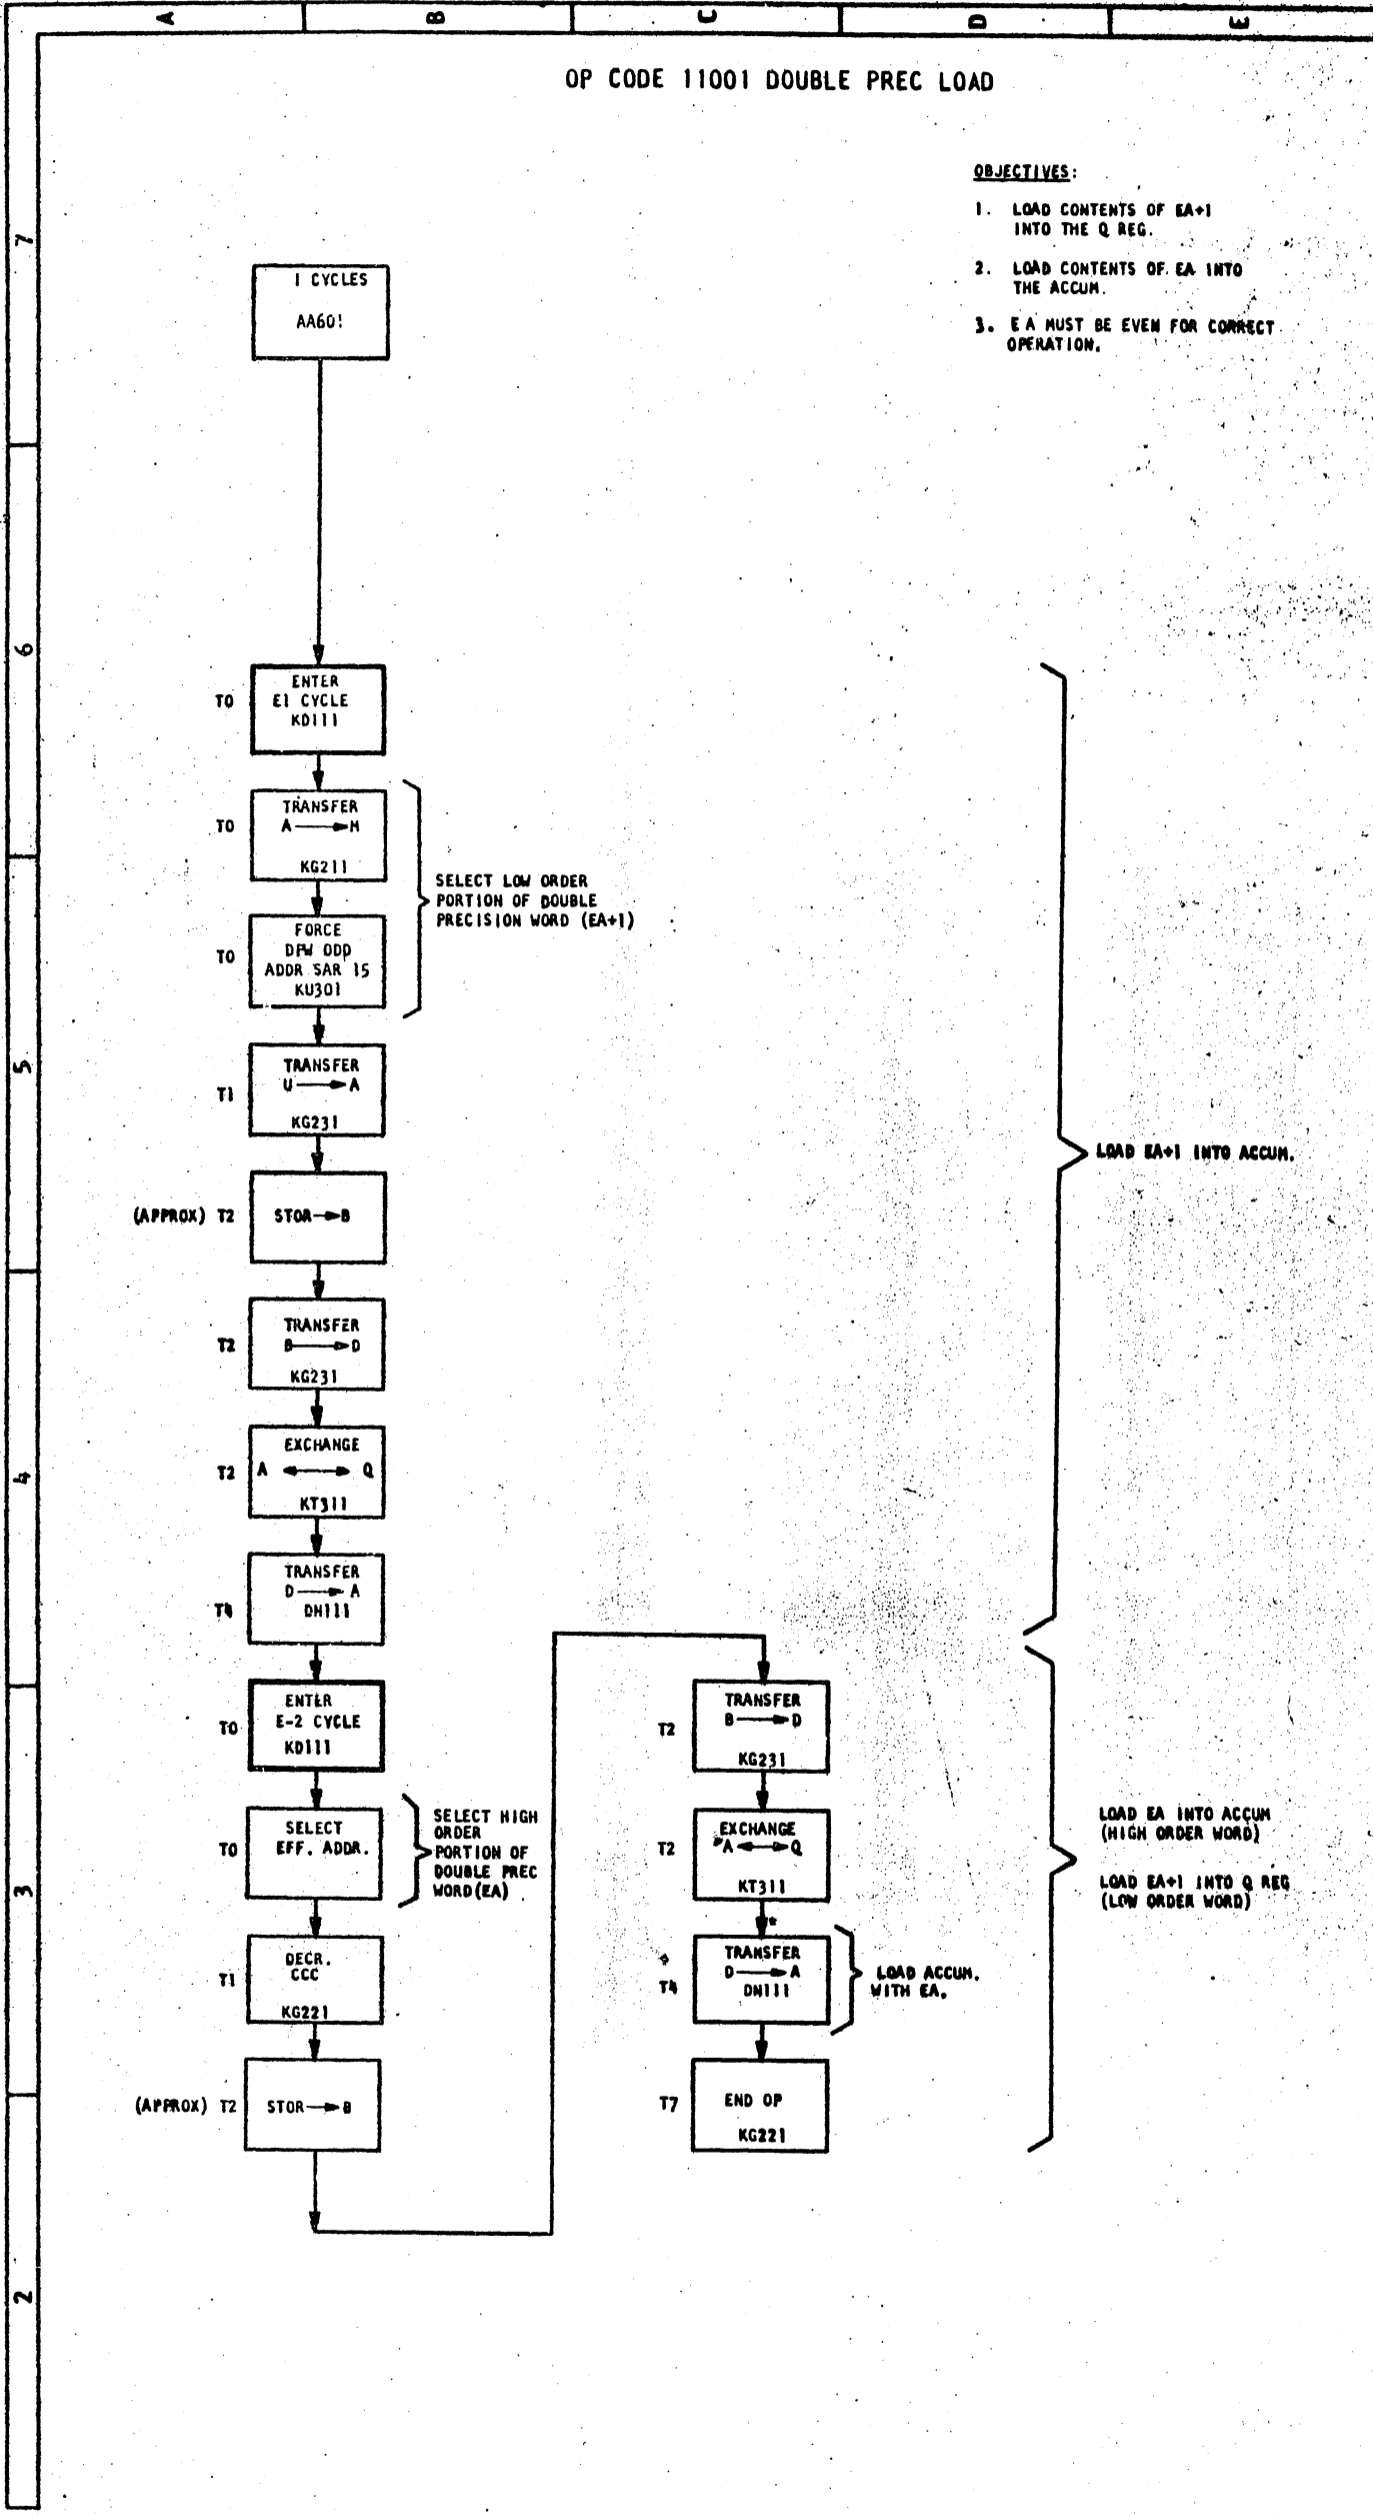 A
B
C
D
E
OP CODE 11001 DOUBLE PREC LOAD
OBJECTIVES:
1. LOAD CONTENTS OF EA+1
INTO THE Q REG.
2. LOAD CONTENTS OF EA INTO
THE ACCUM.
3. EA MUST BE EVEN FOR CORRECT
OPERATION.
7
6
5
4
3
2
I CYCLES
AA601
T0
ENTER
E1 CYCLE
KD111
T0
TRANSFER
A → M
KG211
T0
FORCE
DPW ODD
ADDR SAR 15
KU301
SELECT LOW ORDER
PORTION OF DOUBLE
PRECISION WORD (EA+1)
T1
TRANSFER
U → A
KG231
(APPROX) T2
STOR → B
T2
TRANSFER
B → D
KG231
T2
EXCHANGE
A ↔ Q
KT311
T4
TRANSFER
D → A
DN111
LOAD EA+1 INTO ACCUM.
T0
ENTER
E-2 CYCLE
KD111
T0
SELECT
EFF. ADDR.
SELECT HIGH
ORDER
PORTION OF
DOUBLE PREC
WORD(EA)
T1
DECR.
CCC
KG221
(APPROX) T2
STOR → B
T2
TRANSFER
B → D
KG231
T2
EXCHANGE
A ↔ Q
KT311
T4
TRANSFER
D → A
DN111
LOAD ACCUM.
WITH EA.
T7
END OP
KG221
LOAD EA INTO ACCUM
(HIGH ORDER WORD)
LOAD EA+1 INTO Q REG
(LOW ORDER WORD)